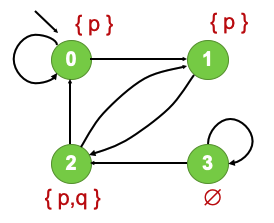 { p }
{ p }
0
1
2
3
{ p,q }
∅